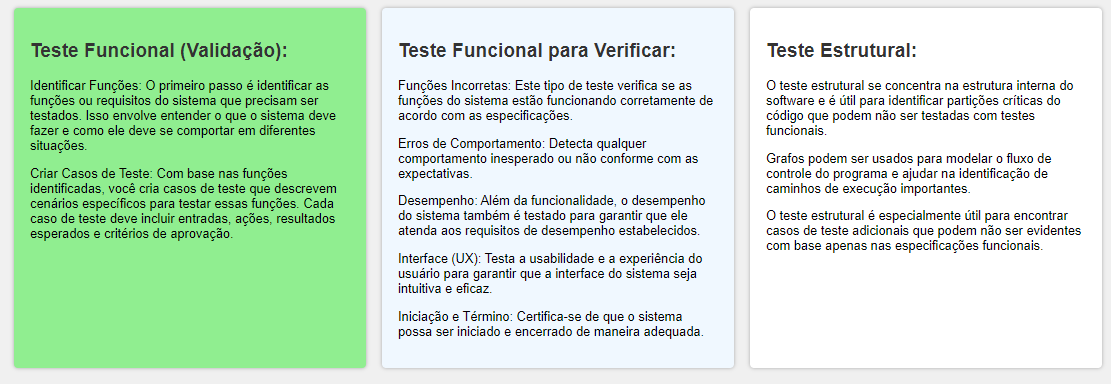 Teste Funcional (Validação):
Identificar Funções: O primeiro passo é identificar as
funções ou requisitos do sistema que precisam ser
testados. Isso envolve entender o que o sistema deve
fazer e como ele deve se comportar em diferentes
situações.
Criar Casos de Teste: Com base nas funções
identificadas, você cria casos de teste que descrevem
cenários específicos para testar essas funções. Cada
caso de teste deve incluir entradas, ações, resultados
esperados e critérios de aprovação.
Teste Funcional para Verificar:
Funções Incorretas: Este tipo de teste verifica se as
funções do sistema estão funcionando corretamente de
acordo com as especificações.
Erros de Comportamento: Detecta qualquer
comportamento inesperado ou não conforme com as
expectativas.
Desempenho: Além da funcionalidade, o desempenho
do sistema também é testado para garantir que ele
atenda aos requisitos de desempenho estabelecidos.
Interface (UX): Testa a usabilidade e a experiência do
usuário para garantir que a interface do sistema seja
intuitiva e eficaz.
Iniciação e Término: Certifica-se de que o sistema
possa ser iniciado e encerrado de maneira adequada.
Teste Estrutural:
O teste estrutural se concentra na estrutura interna do
software e é útil para identificar partições críticas do
código que podem não ser testadas com testes
funcionais.
Grafos podem ser usados para modelar o fluxo de
controle do programa e ajudar na identificação de
caminhos de execução importantes.
O teste estrutural é especialmente útil para encontrar
casos de teste adicionais que podem não ser evidentes
com base apenas nas especificações funcionais.